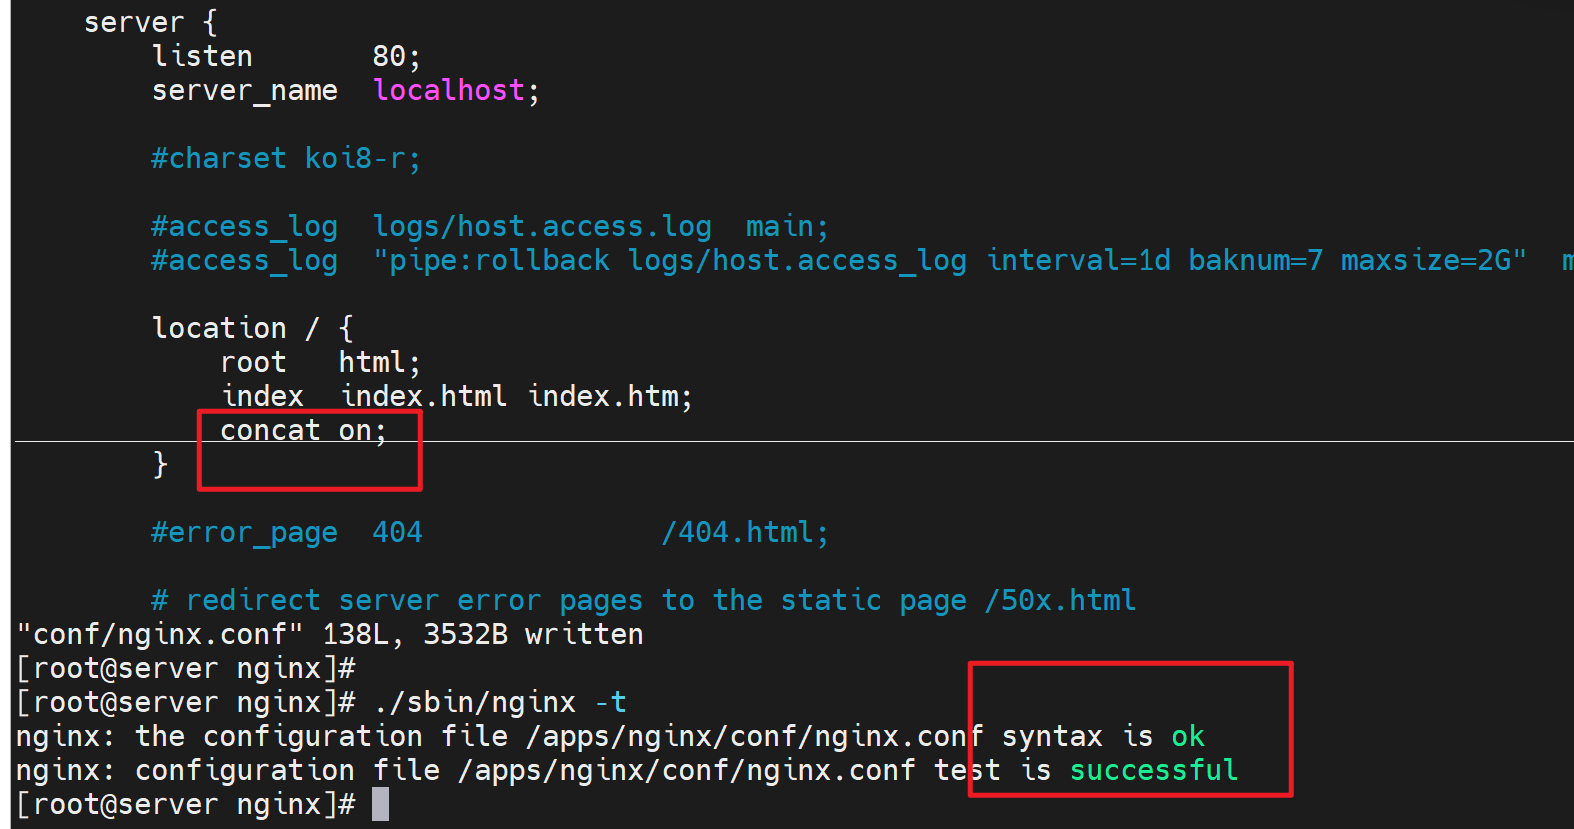 server {
listen       80;
server_name  localhost;
#charset koi8-r;
#access_log  logs/host.access.log  main;
#access_log  "pipe:rollback logs/host.access_log interval=1d baknum=7 maxsize=2G"
location / {
root   html;
index  index.html index.htm;
concat on;
}
#error_page  404              /404.html;
# redirect server error pages to the static page /50x.html
"conf/nginx.conf" 138L, 3532B written
[root@server nginx]#
[root@server nginx]# ./sbin/nginx -t
nginx: the configuration file /apps/nginx/conf/nginx.conf syntax is ok
nginx: configuration file /apps/nginx/conf/nginx.conf test is successful
[root@server nginx]#